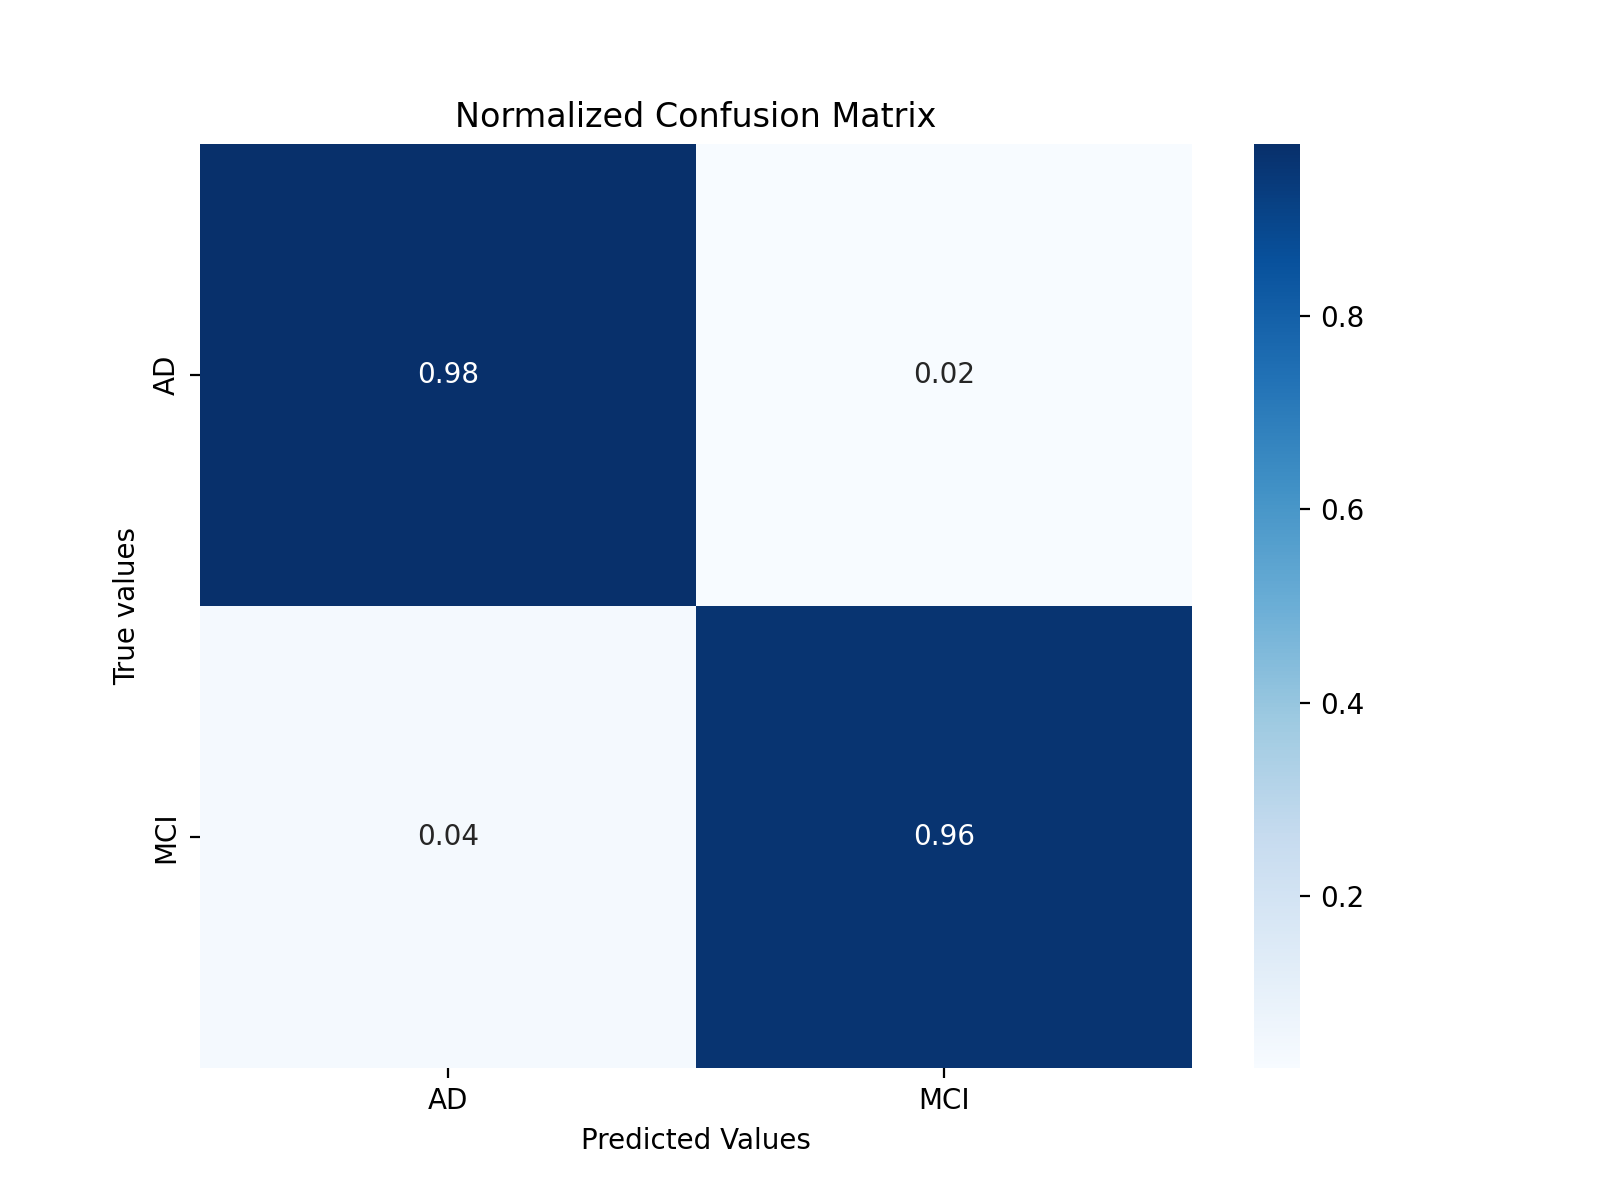 Normalized Confusion Matrix
True values
AD
0.98
0.02
MCI
0.04
0.96
AD
MCI
Predicted Values
0.8
0.6
0.4
0.2